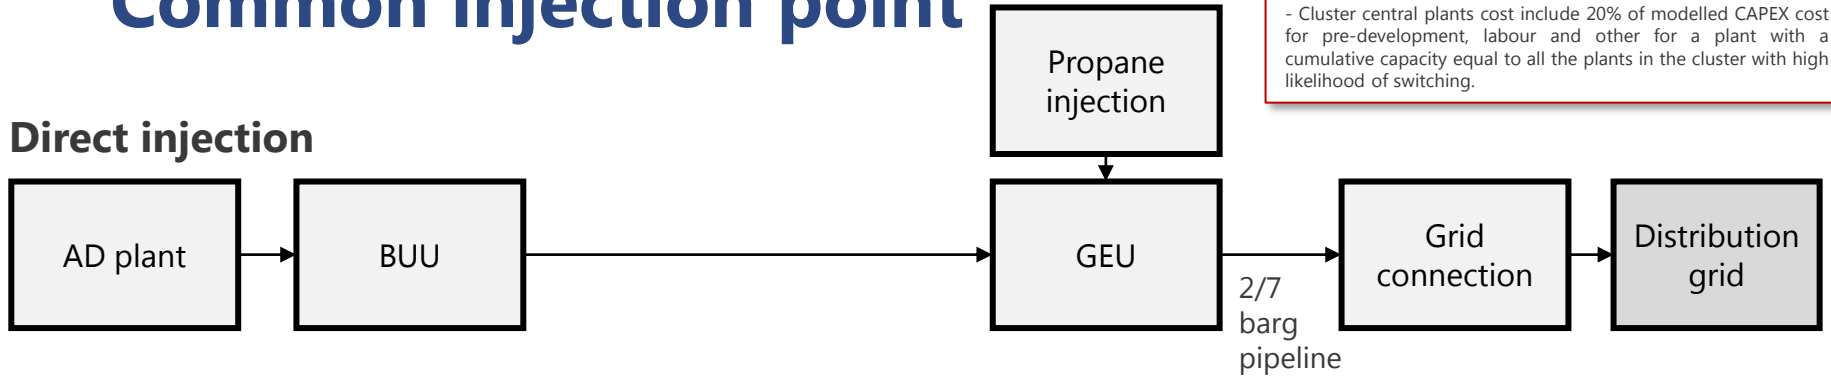 Common injection point
- Cluster central plants cost include 20% of modelled CAPEX cost
for pre-development, labour and other for a plant with a
cumulative capacity equal to all the plants in the cluster with high
likelihood of switching.
Propane
injection
Direct injection
AD plant
BUU
GEU
2/7
barg
pipeline
Grid
connection
Distribution
grid